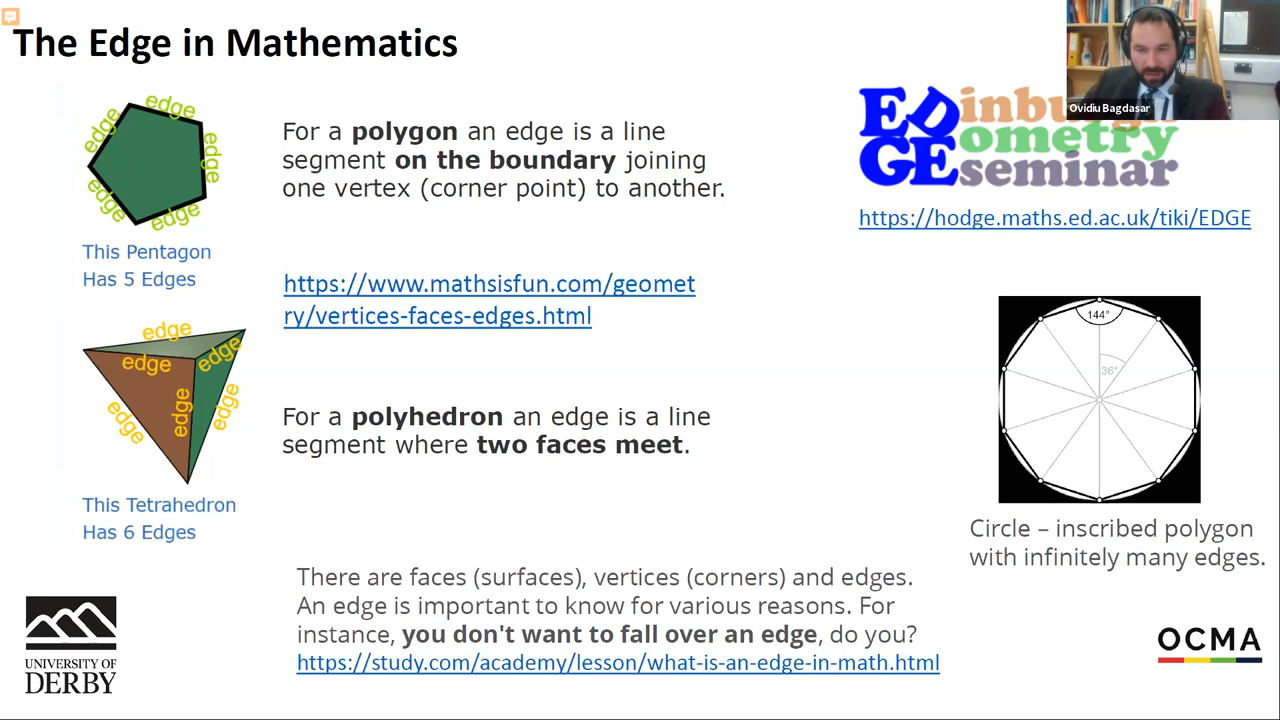 The Edge in Mathematics
Ovidiu Bagdasar
edge
edge
edge
edge
edge
This Pentagon
Has 5 Edges
For a polygon an edge is a line
segment on the boundary joining
one vertex (corner point) to another.
EDinburgh
GEometry
seminar
https://hodge.maths.ed.ac.uk/tiki/EDGE
https://www.mathsisfun.com/geomet
ry/vertices-faces-edges.html
edge
edge
edge
edge
edge
edge
This Tetrahedron
Has 6 Edges
For a polyhedron an edge is a line
segment where two faces meet.
144°
36°
Circle – inscribed polygon
with infinitely many edges.
There are faces (surfaces), vertices (corners) and edges.
An edge is important to know for various reasons. For
instance, you don't want to fall over an edge, do you?
https://study.com/academy/lesson/what-is-an-edge-in-math.html
UNIVERSITY OF
DERBY
OCMA